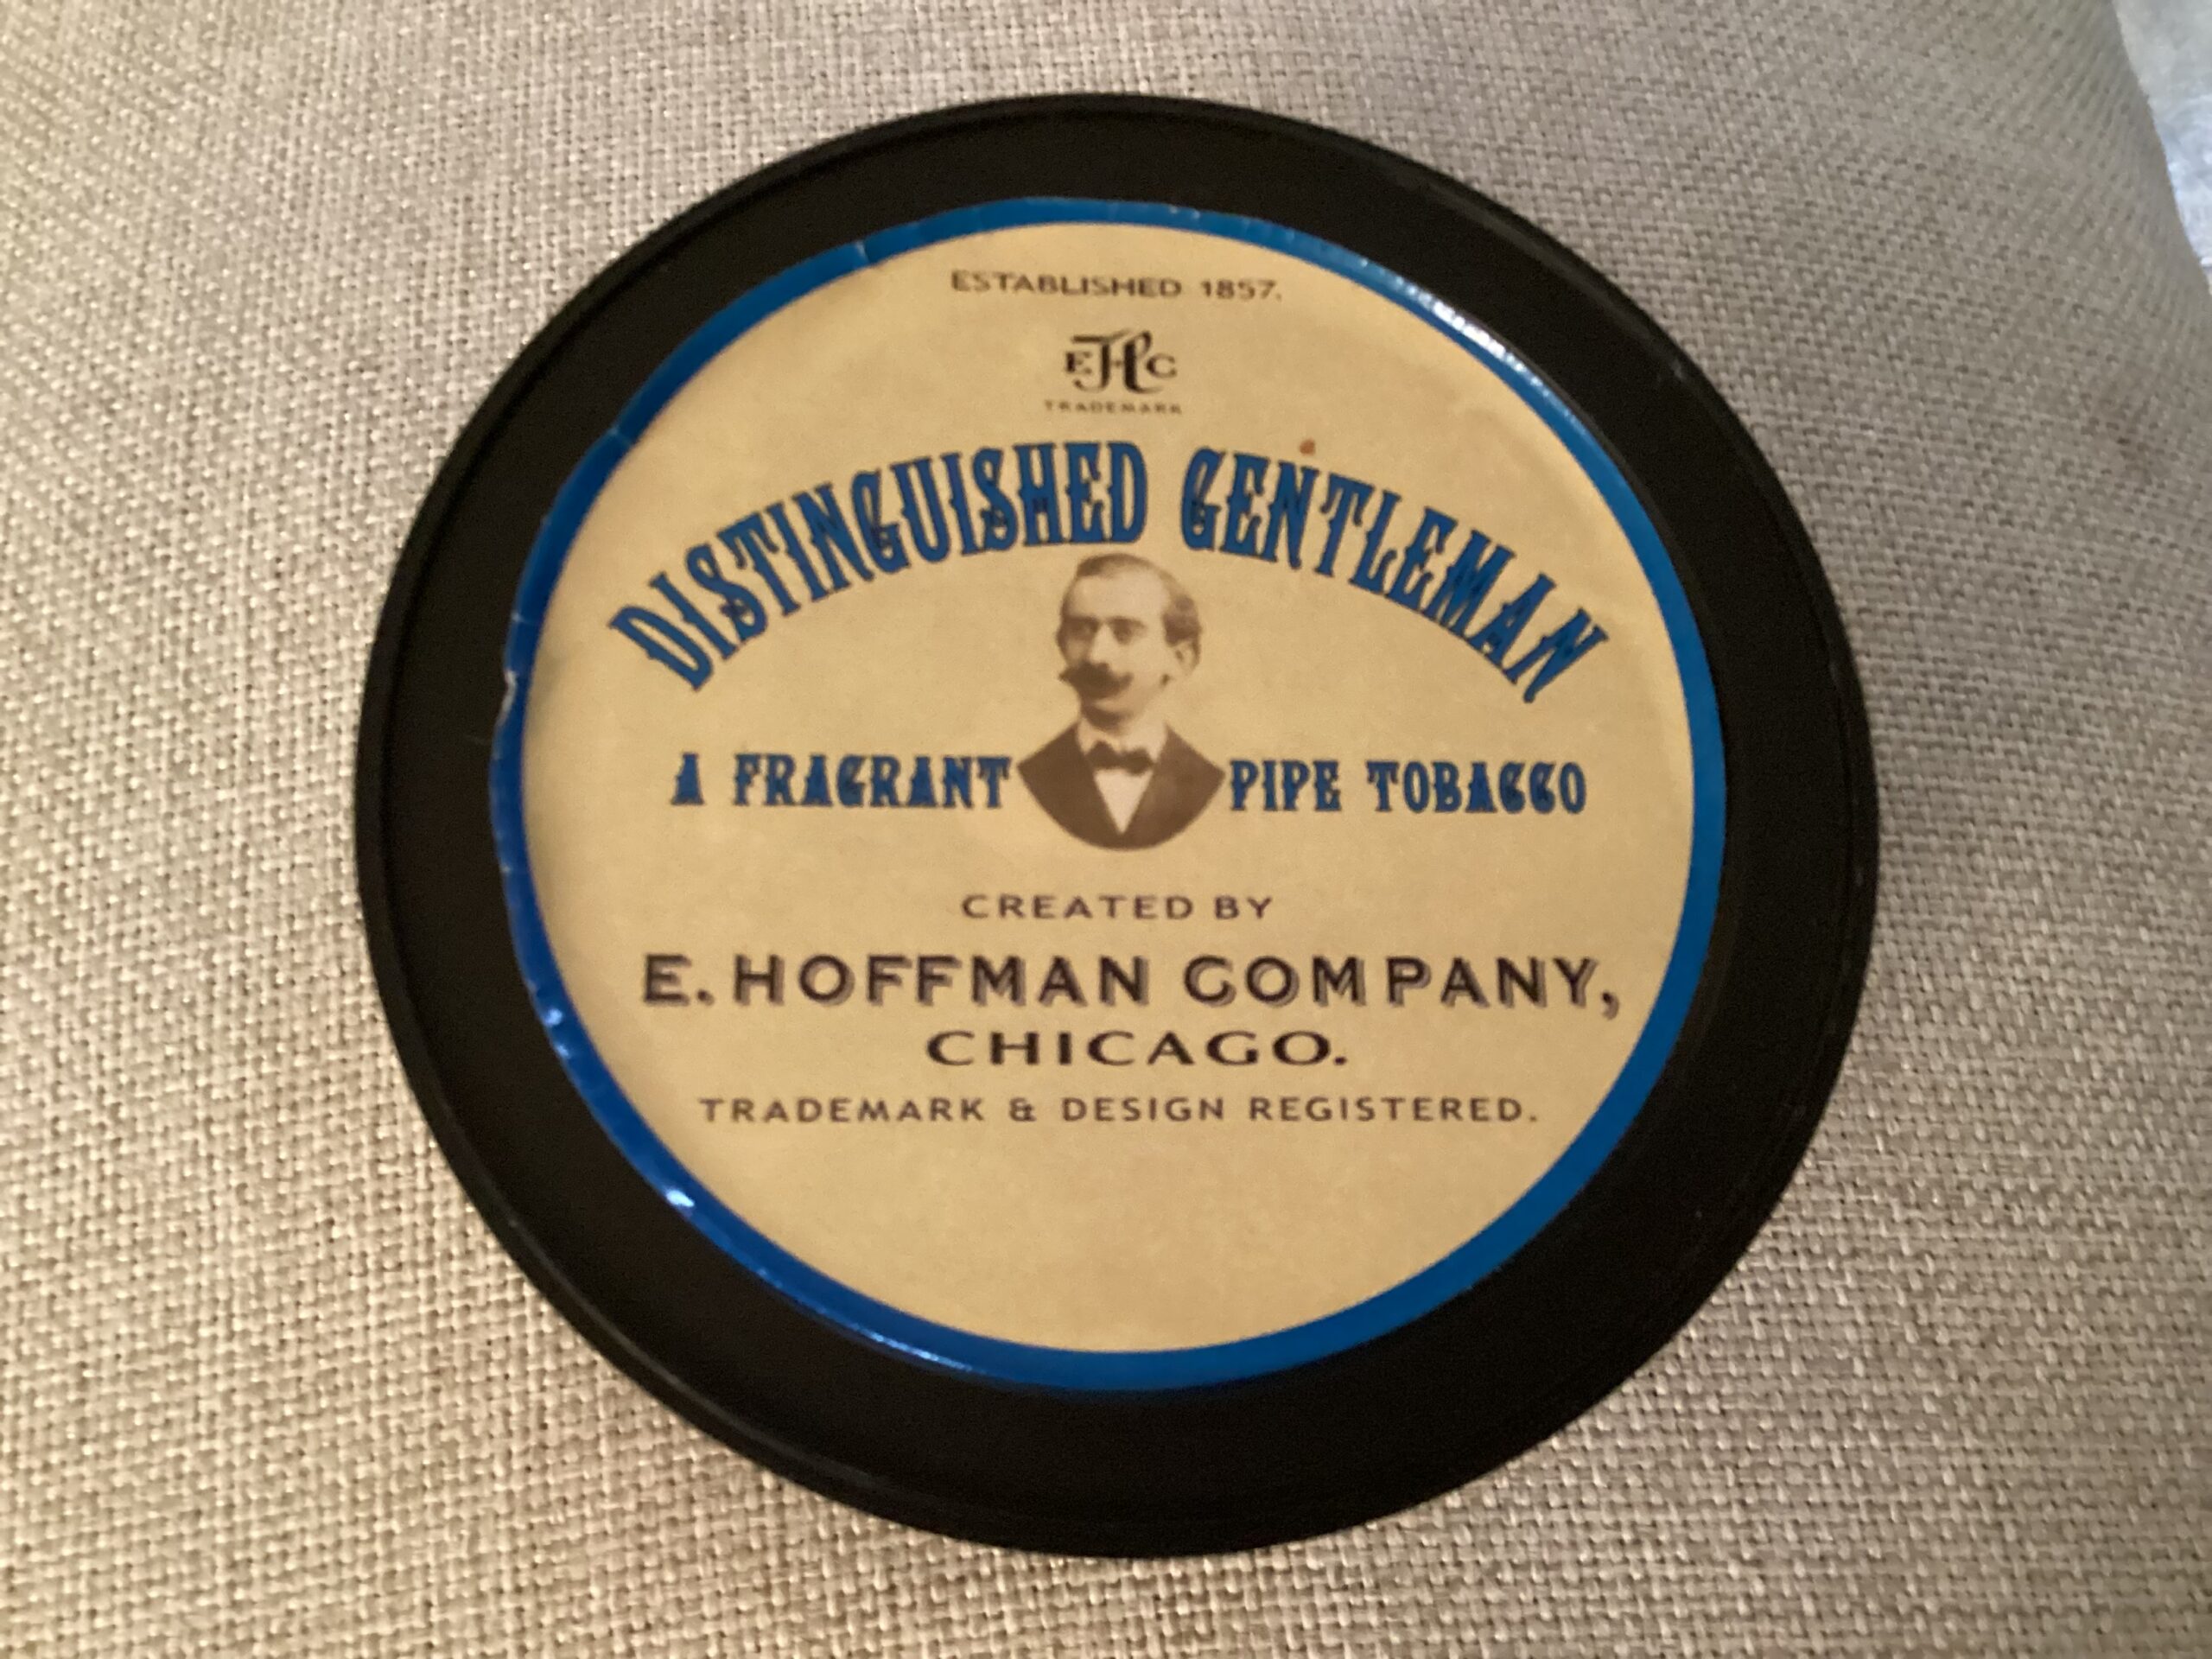 ESTABLISHED 1857.
EHC
TRADEMARK
DISTINGUISHED GENTLEMAN
A FRAGRANT PIPE TOBACCO
CREATED BY
E. HOFFMAN COMPANY,
CHICAGO.
TRADEMARK & DESIGN REGISTERED.